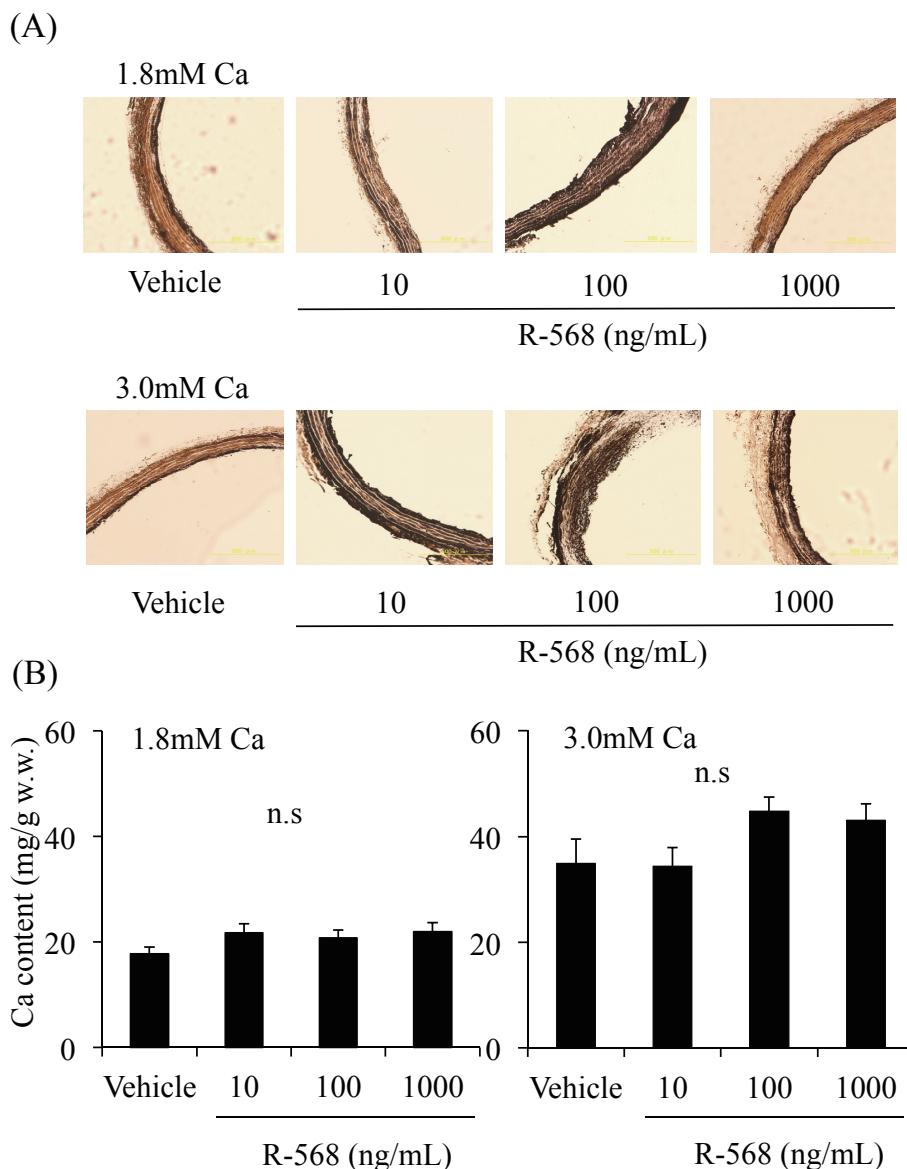 (A)
1.8mM Ca
Vehicle 10 100 1000
R-568 (ng/mL)
3.0mM Ca
Vehicle 10 100 1000
R-568 (ng/mL)
(B)
Ca content (mg/g w.w.)
60
40
20
0
1.8mM Ca
n.s
Vehicle 10 100 1000
R-568 (ng/mL)
60
40
20
0
3.0mM Ca
n.s
Vehicle 10 100 1000
R-568 (ng/mL)